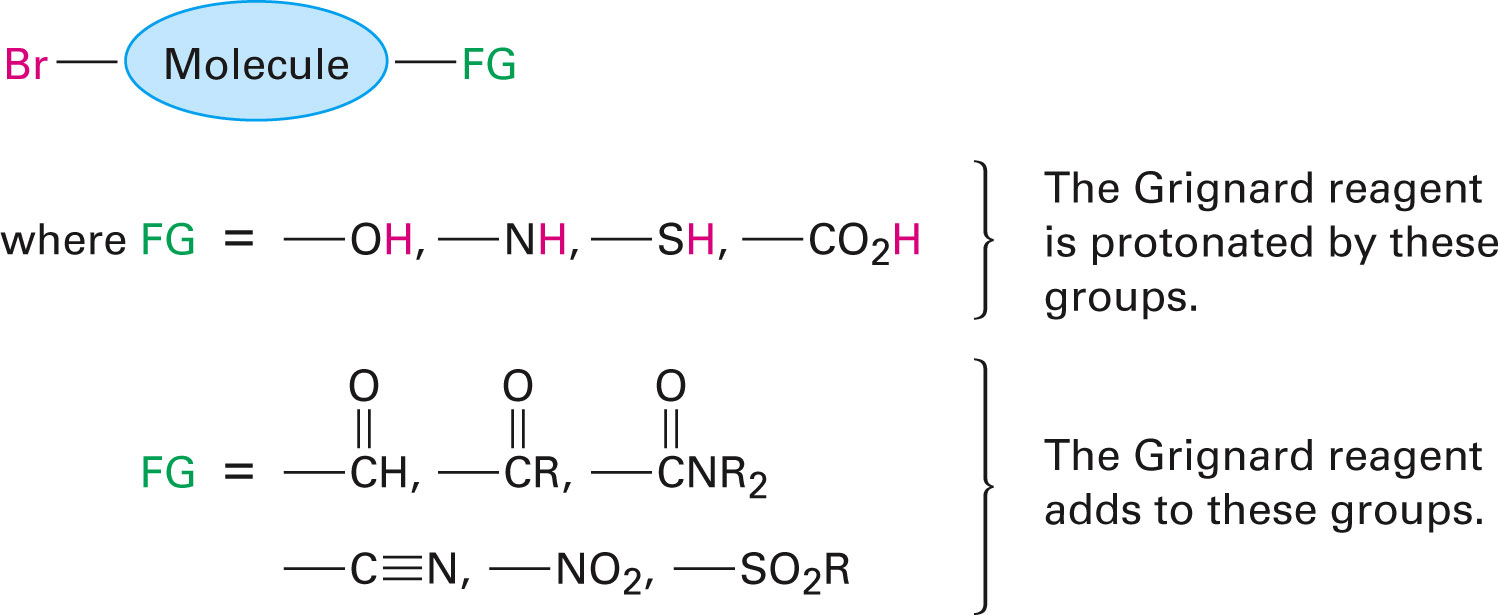 Br—Molecule—FG
where FG = —OH, —NH, —SH, —CO₂H
The Grignard reagent
is protonated by these
groups.
O O O
FG = —CH, —CR, —CNR₂
—C≡N, —NO₂, —SO₂R
The Grignard reagent
adds to these groups.